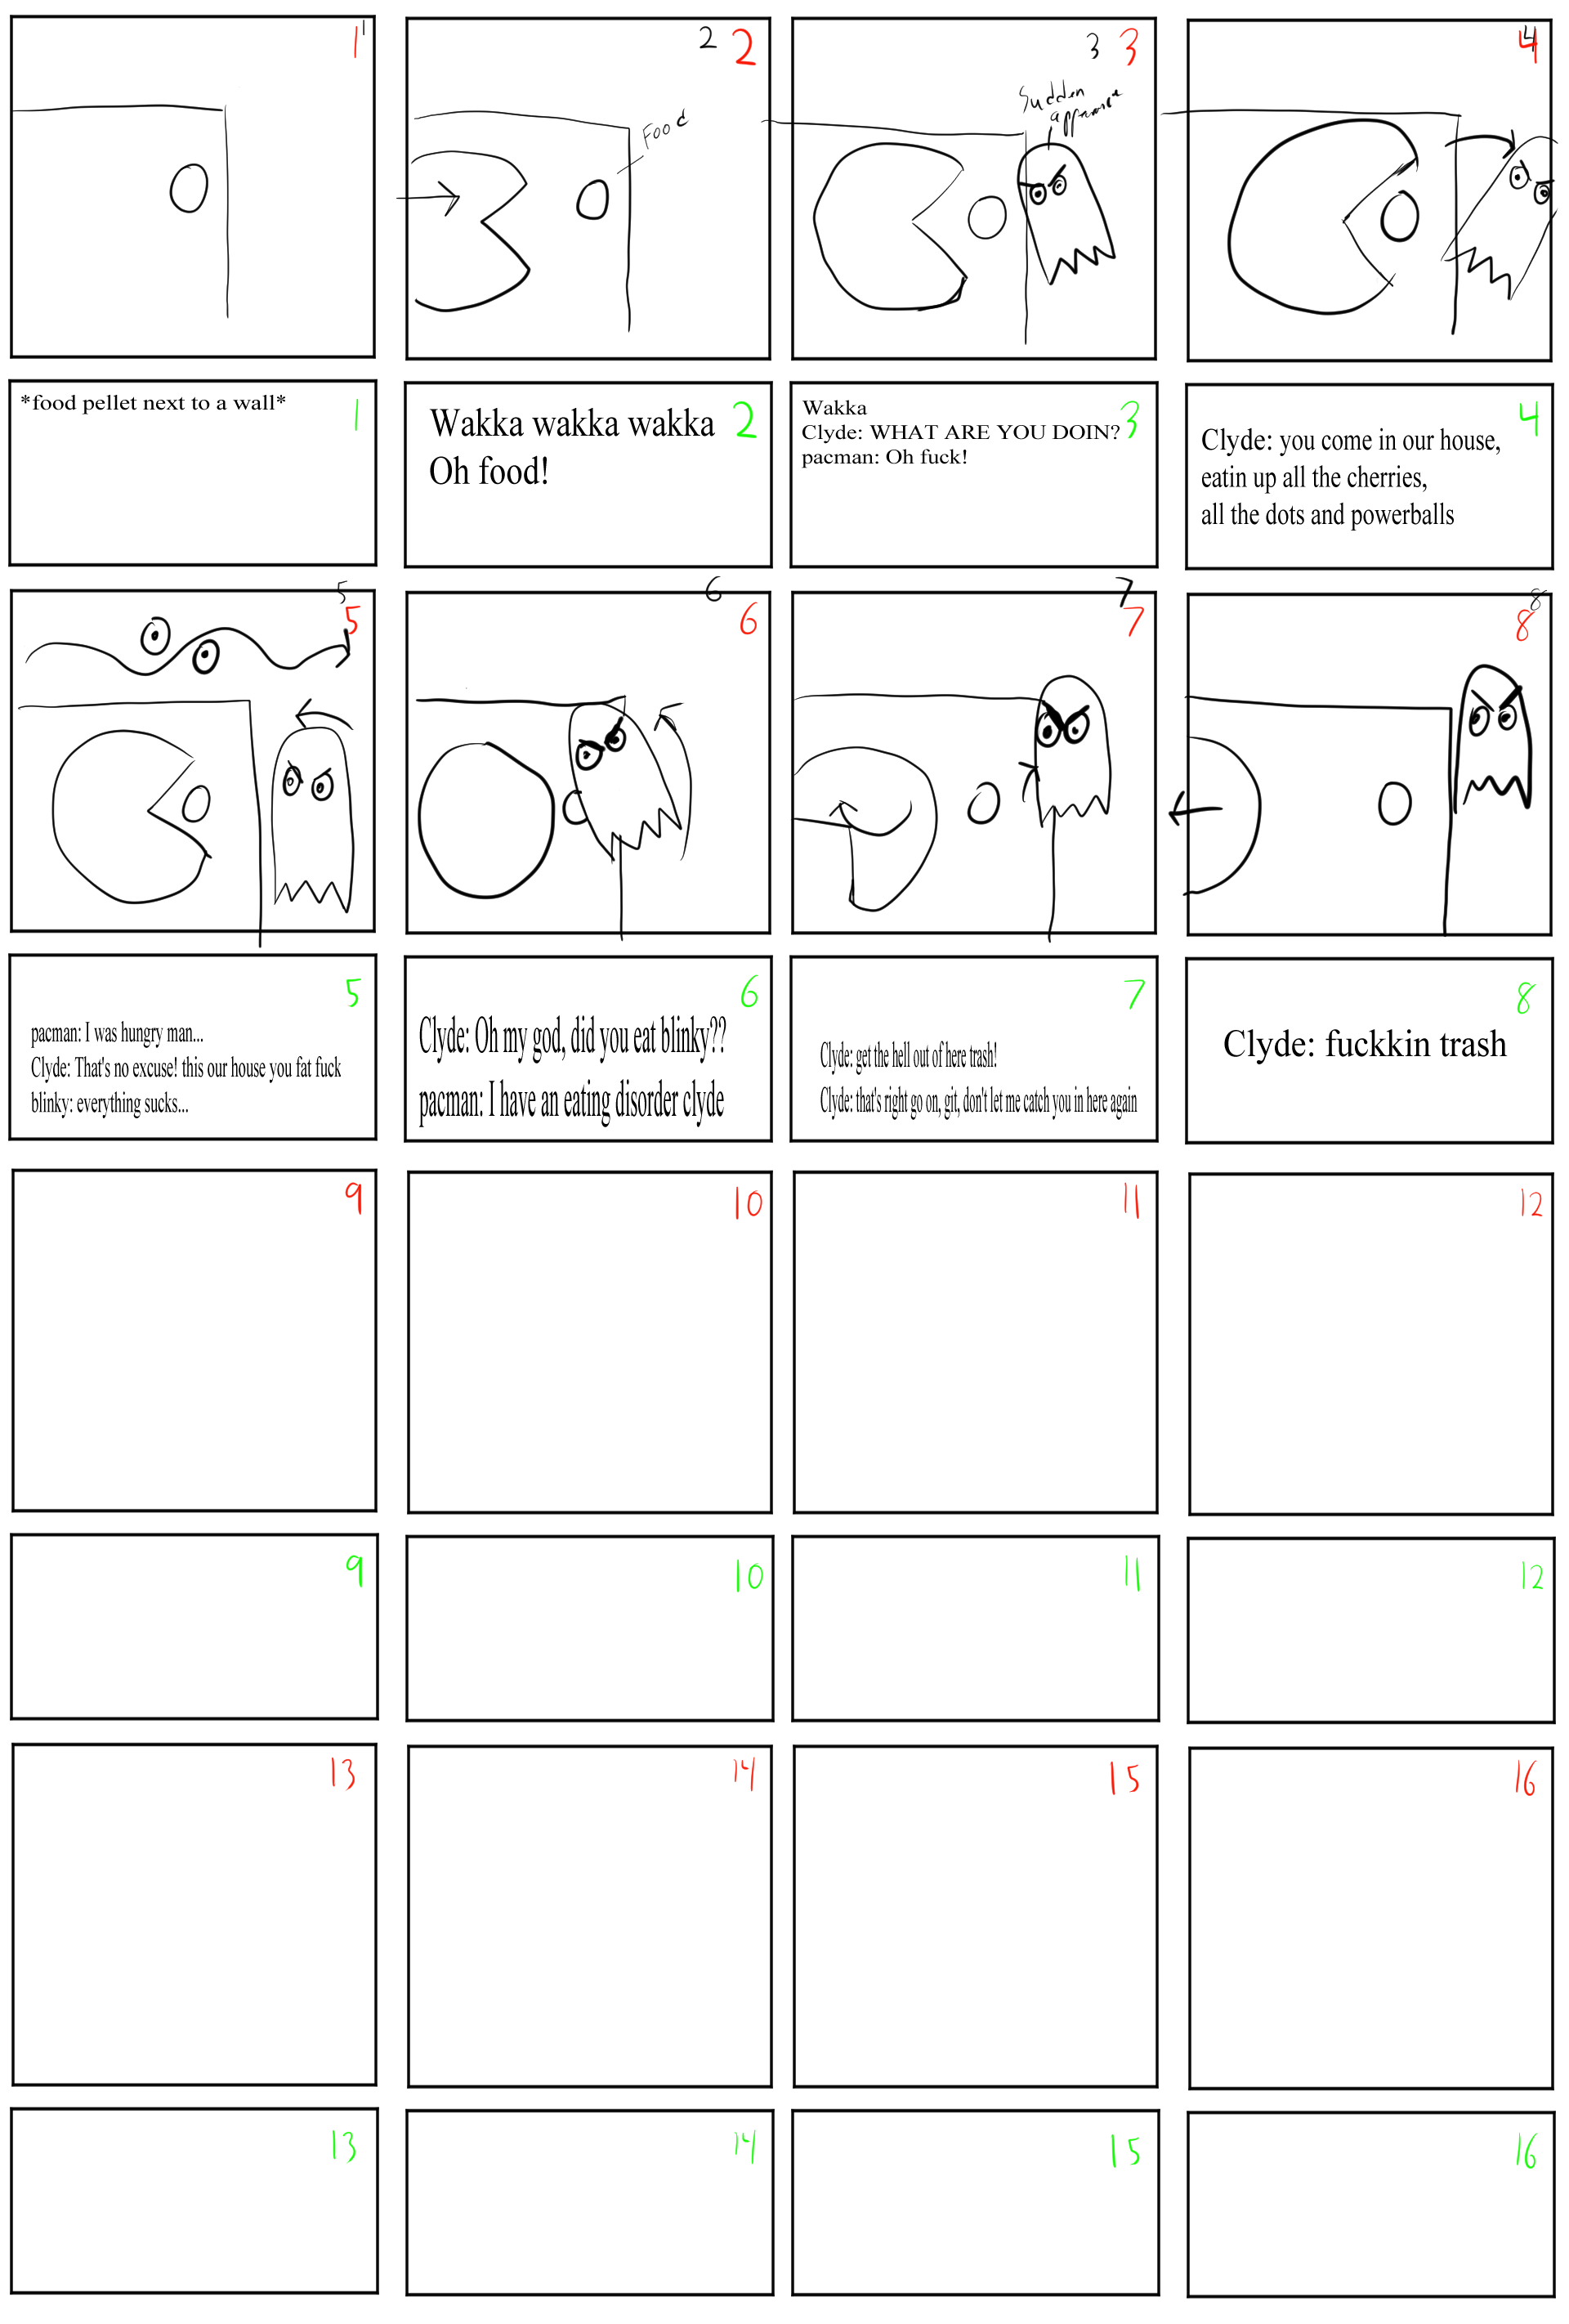 1 1
2 2
3 3
4 4
Food
Sudden
*food pellet next to a wall*
1
Wakka wakka wakka
Oh food!
2
Wakka
Clyde: WHAT ARE YOU DOIN?
pacman: Oh fuck!
3
Clyde: you come in our house,
eatin up all the cherries,
all the dots and powerballs
4
5 5
6 6
7 7
8 8
pacman: I was hungry man...
Clyde: That's no excuse! this our house you fat fuck
blinky: everything sucks...
5
Clyde: Oh my god, did you eat blinky??
pacman: I have an eating disorder clyde
6
Clyde: get the hell out of here trash!
Clyde: that's right go on, git, don't let me catch you in here again
7
Clyde: fuckkin trash
8
9
10
11
12
9
10
11
12
13
14
15
16
13
14
15
16